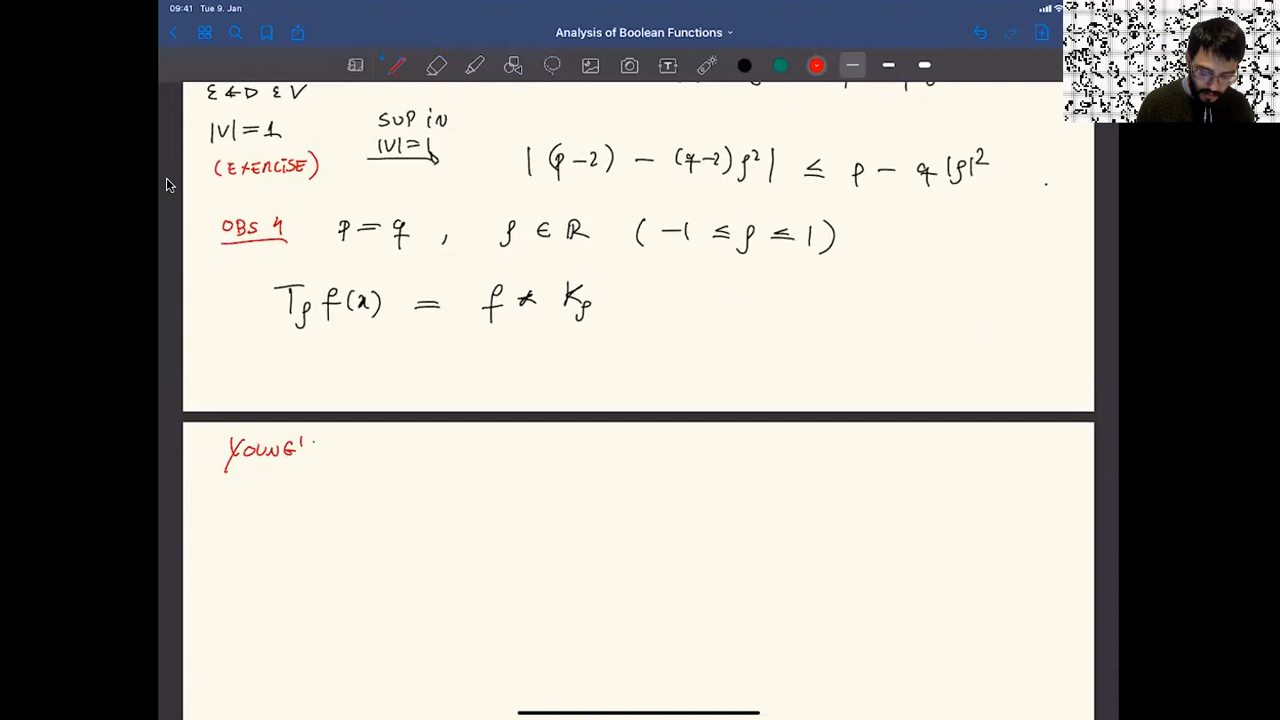 09:41 Tue 9. Jan
Analysis of Boolean Functions
ε ↔ ε V
|V| = 1
(EXERCISE)
SUP IN
|V| = 1
| (p-2) - (q-2)ρ² | ≤ p - q|ρ|² .
OBS 4 p = q , ρ ∈ ℝ ( -1 ≤ ρ ≤ 1 )
T_ρ f(x) = f * K_ρ
YOUNG'